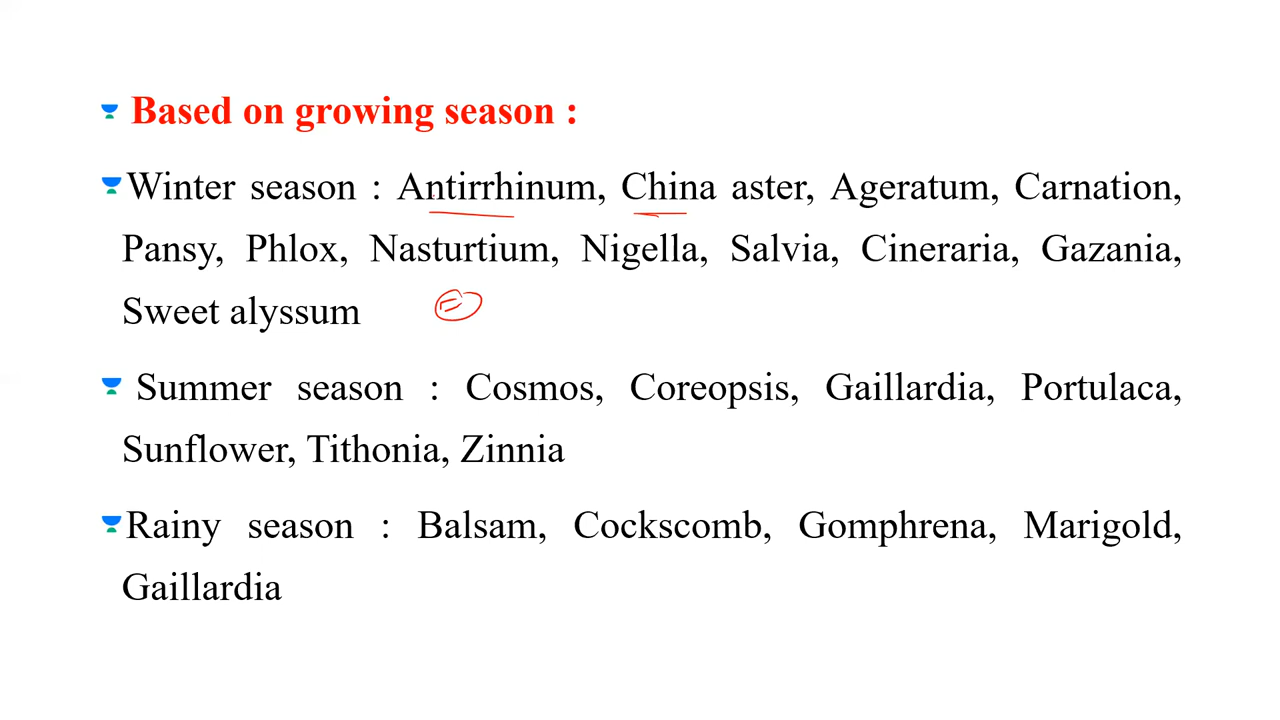 Based on growing season :
Winter season : Antirrhinum, China aster, Ageratum, Carnation,
Pansy, Phlox, Nasturtium, Nigella, Salvia, Cineraria, Gazania,
Sweet alyssum
Summer season : Cosmos, Coreopsis, Gaillardia, Portulaca,
Sunflower, Tithonia, Zinnia
Rainy season : Balsam, Cockscomb, Gomphrena, Marigold,
Gaillardia